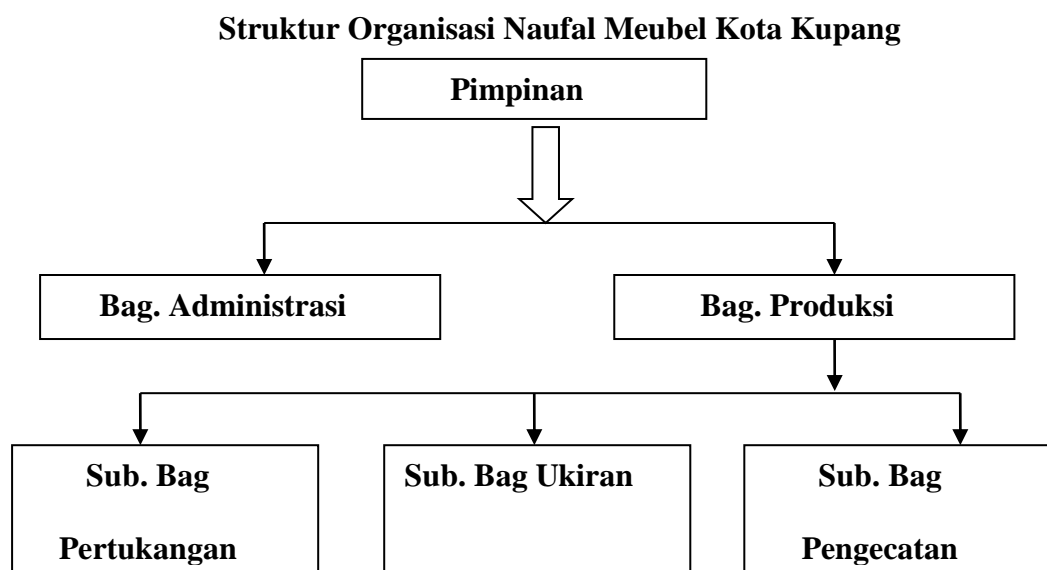 Struktur Organisasi Naufal Meubel Kota Kupang
Pimpinan
Bag. Administrasi
Bag. Produksi
Sub. Bag
Pertukangan
Sub. Bag Ukiran
Sub. Bag
Pengecatan